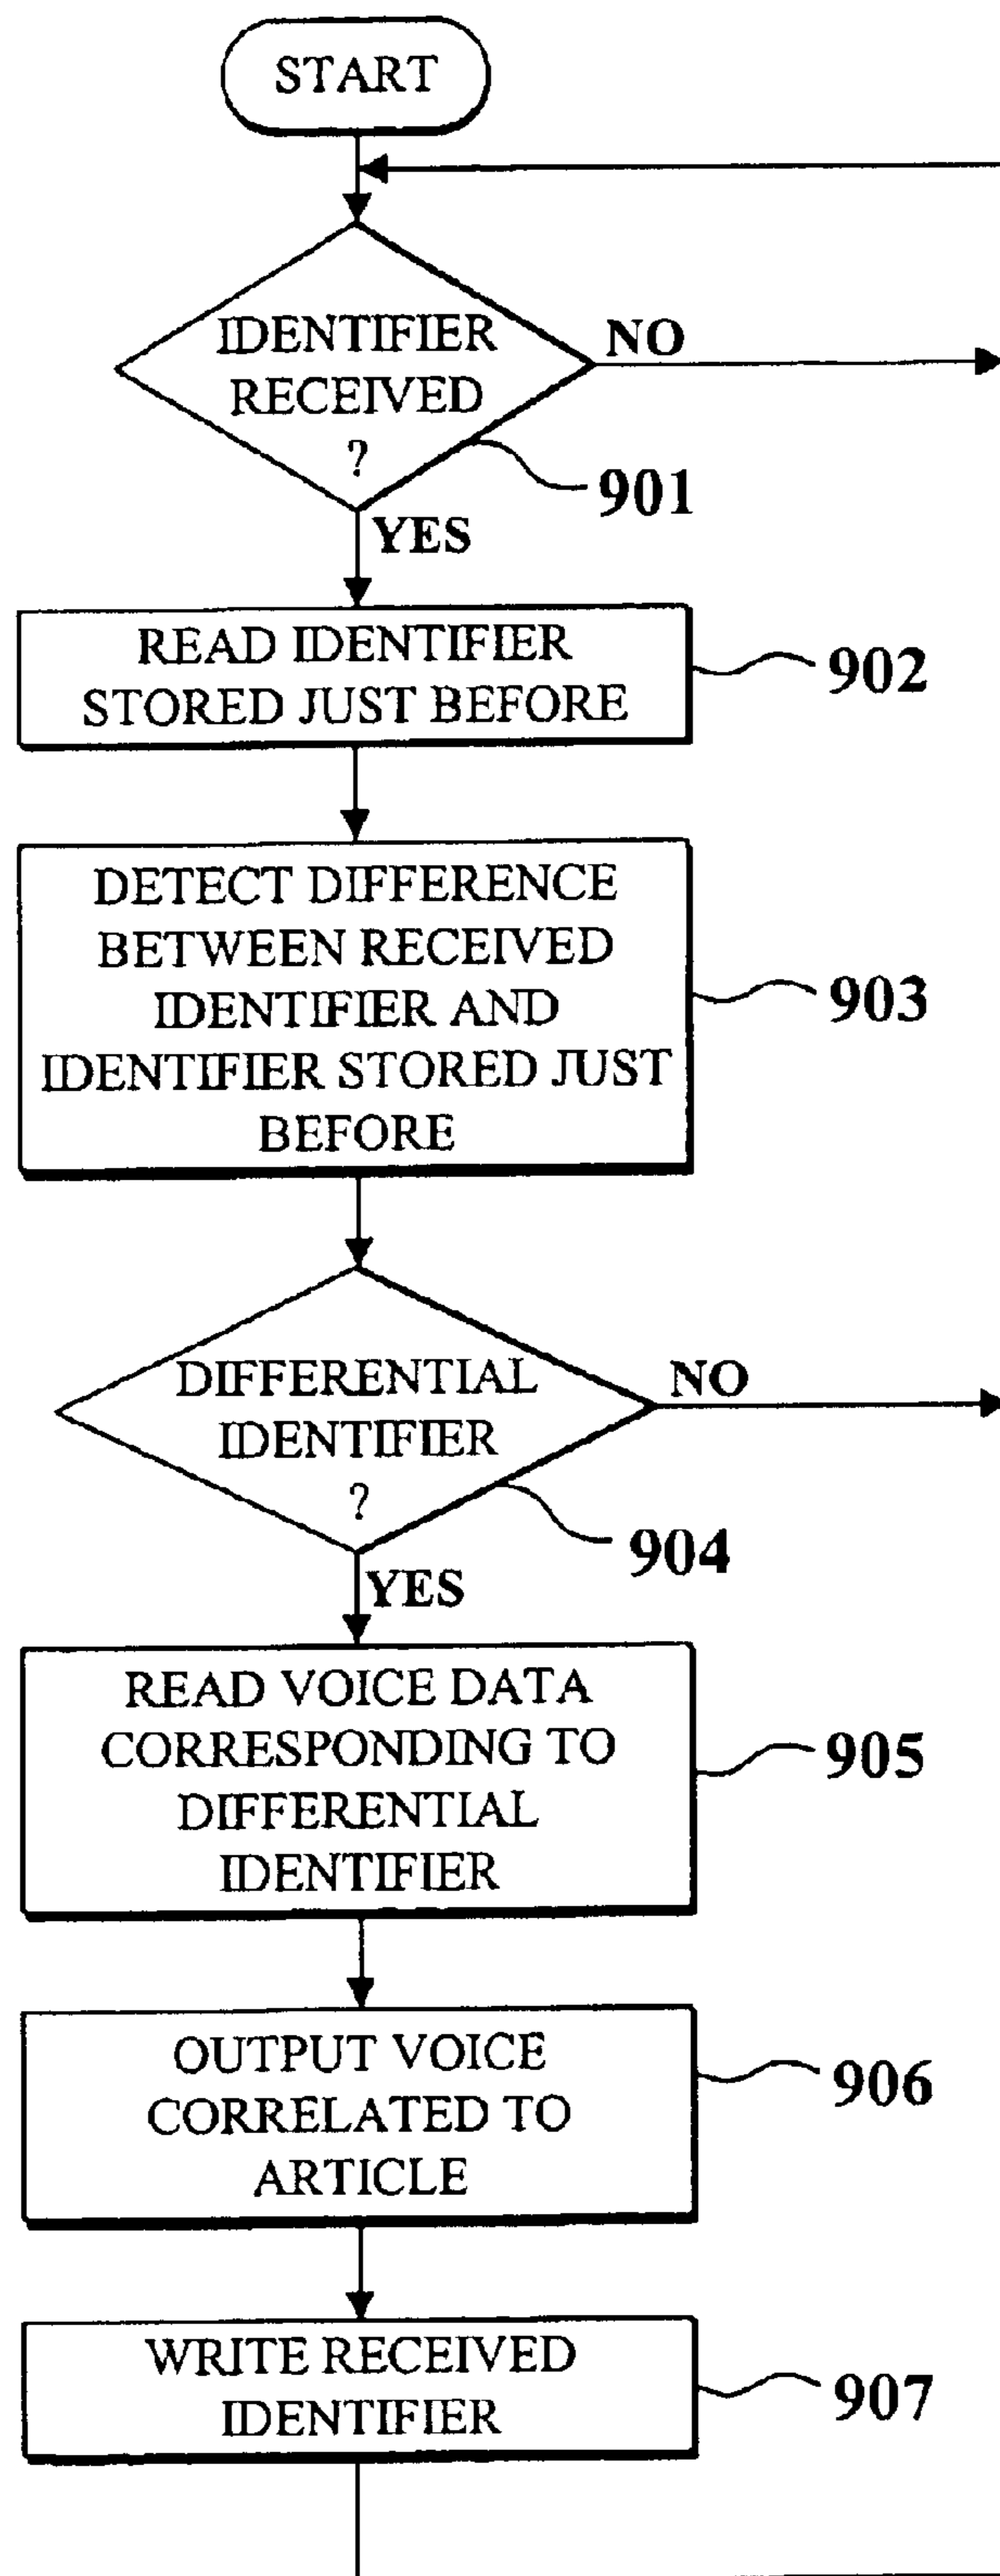 START
IDENTIFIER
RECEIVED
?
NO
901
YES
READ IDENTIFIER
STORED JUST BEFORE
902
DETECT DIFFERENCE
BETWEEN RECEIVED
IDENTIFIER AND
IDENTIFIER STORED JUST
BEFORE
903
DIFFERENTIAL
IDENTIFIER
?
NO
904
YES
READ VOICE DATA
CORRESPONDING TO
DIFFERENTIAL
IDENTIFIER
905
OUTPUT VOICE
CORRELATED TO
ARTICLE
906
WRITE RECEIVED
IDENTIFIER
907